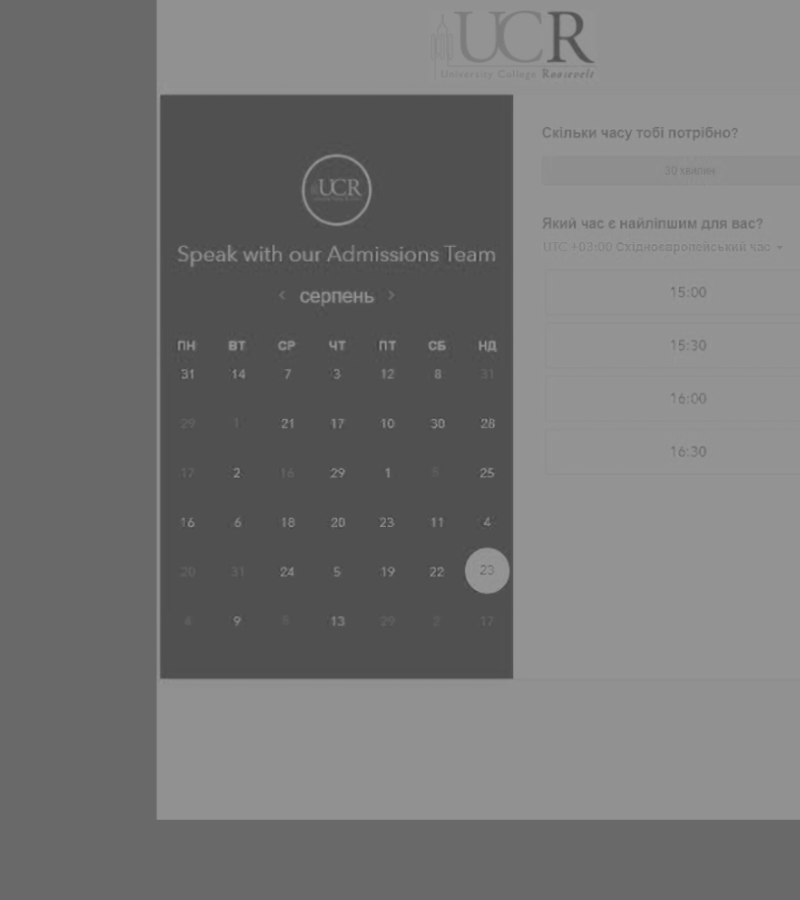 UCR
University College Roosevelt
UCR
Speak with our Admissions Team
< серпень >
ПН ВТ СР ЧТ ПТ СБ НД
31 14 7 3 12 8 31
29 1 21 17 10 30 28
17 2 16 29 1 5 25
16 6 18 20 23 11 4
20 31 24 5 19 22 23
4 9 5 13 29 2 17
Скільки часу тобі потрібно?
30 хвилин
Який час є найліпшим для вас?
UTC +03:00 Східноєвропейський час
15:00
15:30
16:00
16:30